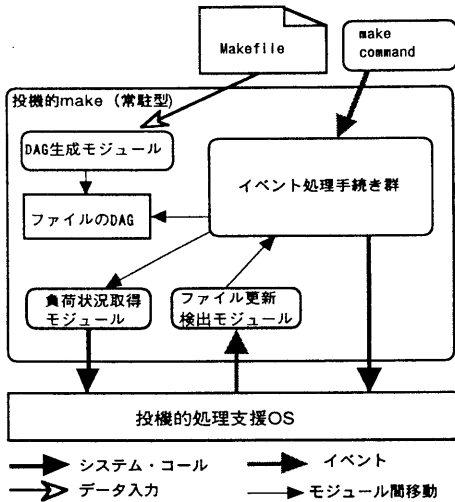 Makefile
make
command
投機的make (常駐型)
DAG生成モジュール
ファイルのDAG
イベント処理手続き群
負荷状況取得
モジュール
ファイル更新
検出モジュール
投機的処理支援OS
システム・コール
イベント
データ入力
モジュール間移動